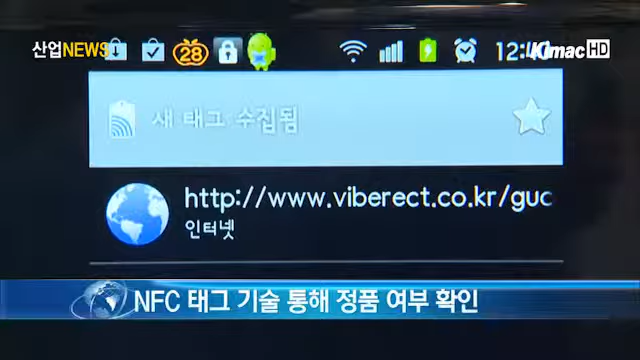 산업NEWS
28
12:4
Kimac HD
새 태그 수집됨
http://www.viberect.co.kr/guc
인터넷
NFC 태그 기술 통해 정품 여부 확인